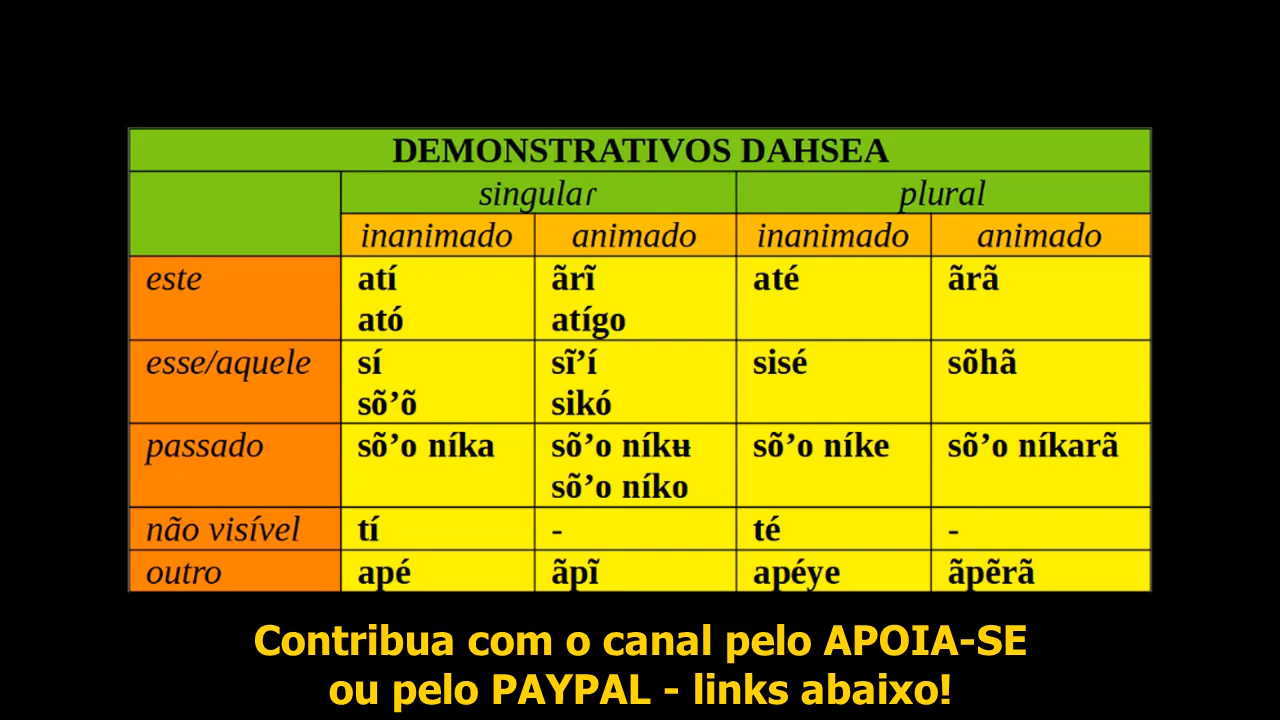 DEMONSTRATIVOS DAHSEA
singular plural
inanimado animado inanimado animado
este atí ãrĩ até ãrã
ató atígo
esse/aquele sí sĩ’í sisé sõhã
sõ’õ sikó
passado sõ’o níka sõ’o níkʉ sõ’o níke sõ’o níkarã
sõ’o níko
não visível tí - té -
outro apé ãpĩ apéye ãpẽrã
Contribua com o canal pelo APOIA-SE
ou pelo PAYPAL - links abaixo!